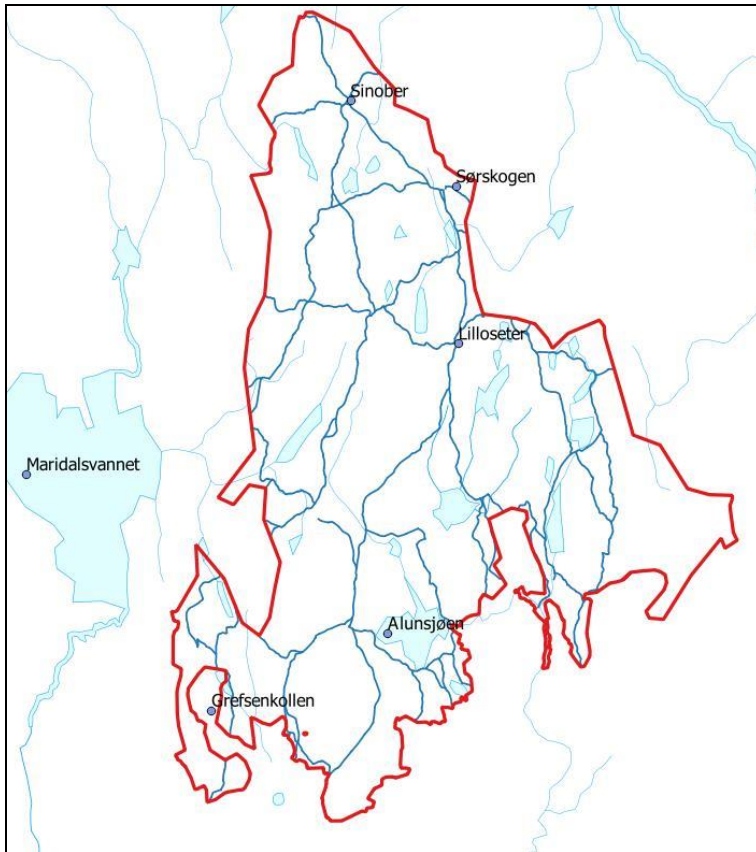 Sinober
Sørskogen
Lilloseter
Maridalsvannet
Alunsjøen
Grefsenkollen